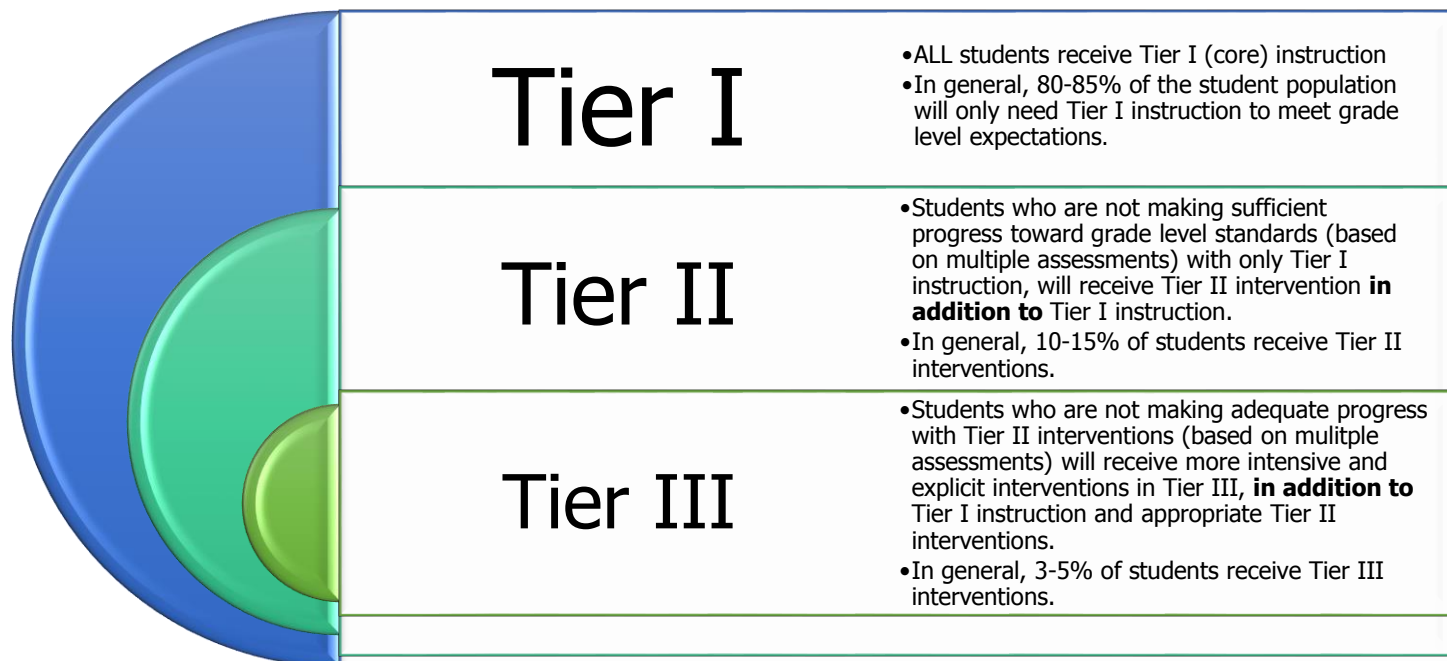 Tier I
•ALL students receive Tier I (core) instruction
•In general, 80-85% of the student population
will only need Tier I instruction to meet grade
level expectations.
Tier II
•Students who are not making sufficient
progress toward grade level standards (based
on multiple assessments) with only Tier I
instruction, will receive Tier II intervention in
addition to Tier I instruction.
•In general, 10-15% of students receive Tier II
interventions.
Tier III
•Students who are not making adequate progress
with Tier II interventions (based on mulitple
assessments) will receive more intensive and
explicit interventions in Tier III, in addition to
Tier I instruction and appropriate Tier II
interventions.
•In general, 3-5% of students receive Tier III
interventions.